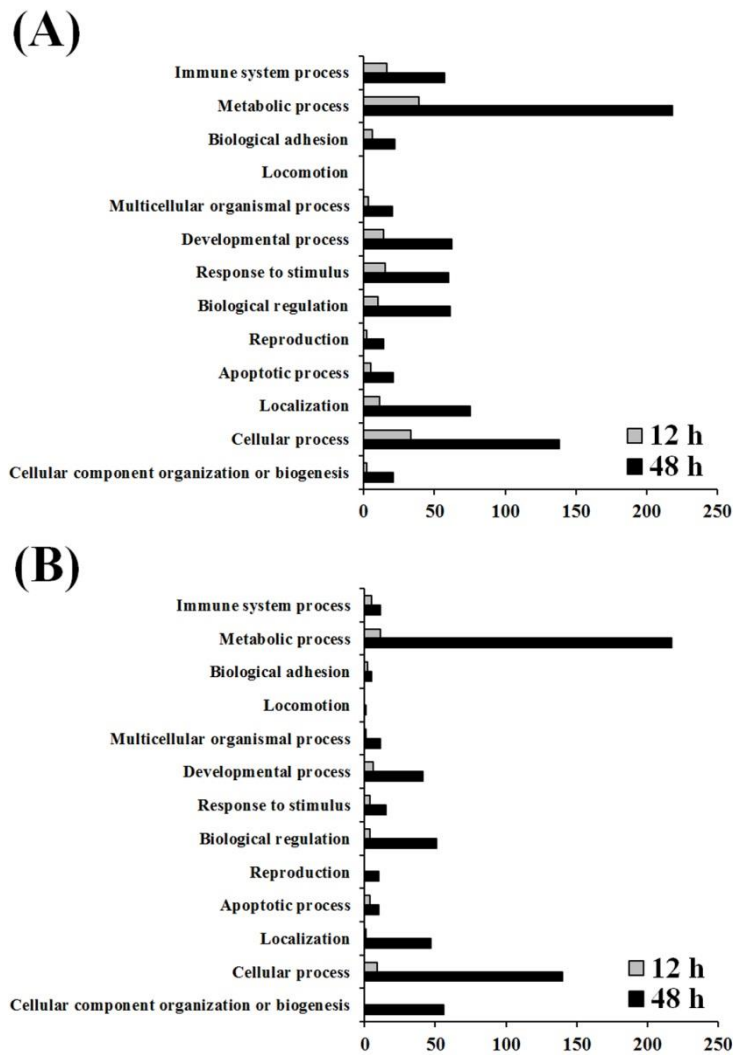 (A)
Immune system process
Metabolic process
Biological adhesion
Locomotion
Multicellular organismal process
Developmental process
Response to stimulus
Biological regulation
Reproduction
Apoptotic process
Localization
Cellular process
Cellular component organization or biogenesis
12 h
48 h
0 50 100 150 200 250
(B)
Immune system process
Metabolic process
Biological adhesion
Locomotion
Multicellular organismal process
Developmental process
Response to stimulus
Biological regulation
Reproduction
Apoptotic process
Localization
Cellular process
Cellular component organization or biogenesis
12 h
48 h
0 50 100 150 200 250